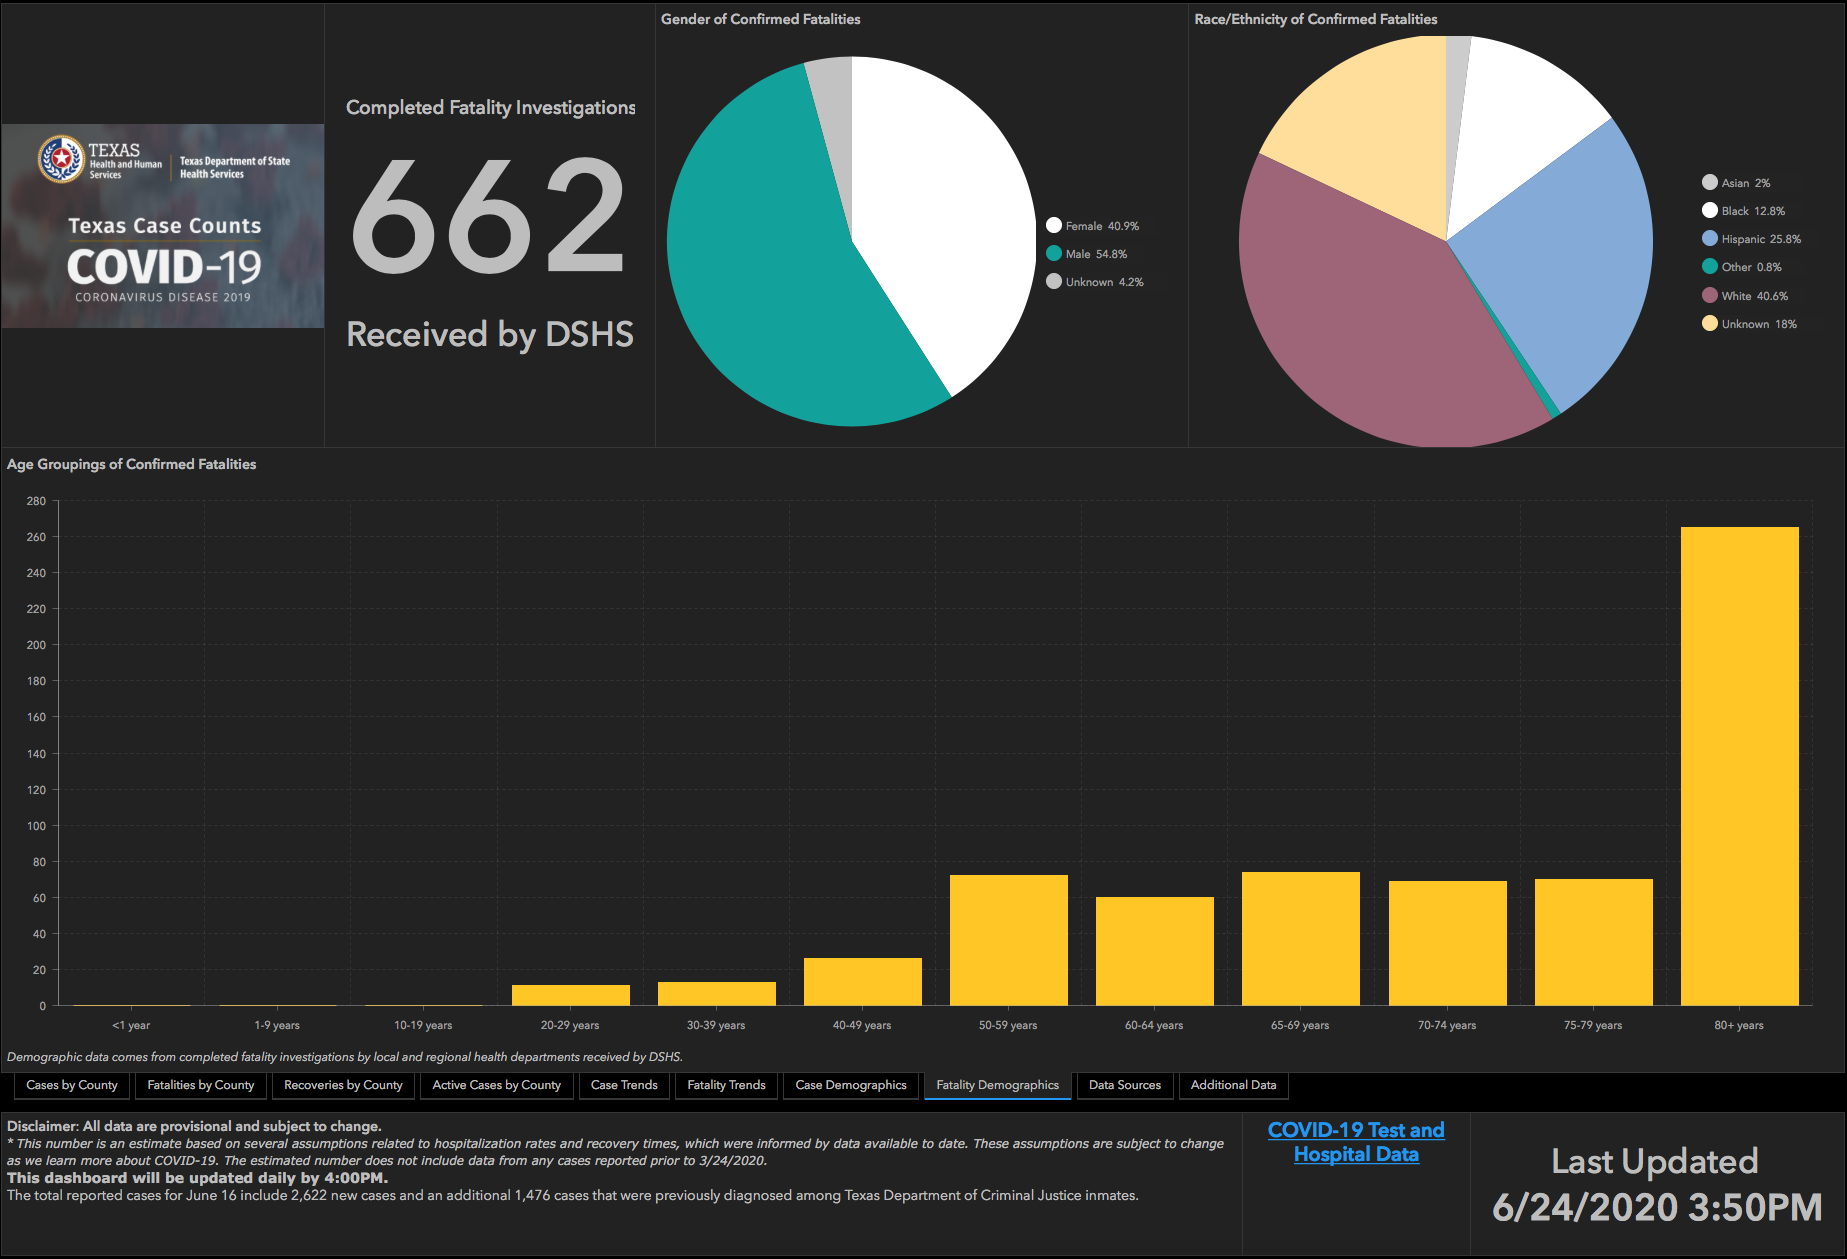 TEXAS
Health and Human
Services
Texas Department of State
Health Services
Texas Case Counts
COVID-19
CORONAVIRUS DISEASE 2019
Completed Fatality Investigations
662
Received by DSHS
Gender of Confirmed Fatalities
Female 40.9%
Male 54.8%
Unknown 4.2%
Race/Ethnicity of Confirmed Fatalities
Asian 2%
Black 12.8%
Hispanic 25.8%
Other 0.8%
White 40.6%
Unknown 18%
Age Groupings of Confirmed Fatalities
280
260
240
220
200
180
160
140
120
100
80
60
40
20
0
<1 year 1-9 years 10-19 years 20-29 years 30-39 years 40-49 years 50-59 years 60-64 years 65-69 years 70-74 years 75-79 years 80+ years
Demographic data comes from completed fatality investigations by local and regional health departments received by DSHS.
Cases by County Fatalities by County Recoveries by County Active Cases by County Case Trends Fatality Trends Case Demographics Fatality Demographics Data Sources Additional Data
Disclaimer: All data are provisional and subject to change.
* This number is an estimate based on several assumptions related to hospitalization rates and recovery times, which were informed by data available to date. These assumptions are subject to change
as we learn more about COVID-19. The estimated number does not include data from any cases reported prior to 3/24/2020.
This dashboard will be updated daily by 4:00PM.
The total reported cases for June 16 include 2,622 new cases and an additional 1,476 cases that were previously diagnosed among Texas Department of Criminal Justice inmates.
COVID-19 Test and
Hospital Data
Last Updated
6/24/2020 3:50PM